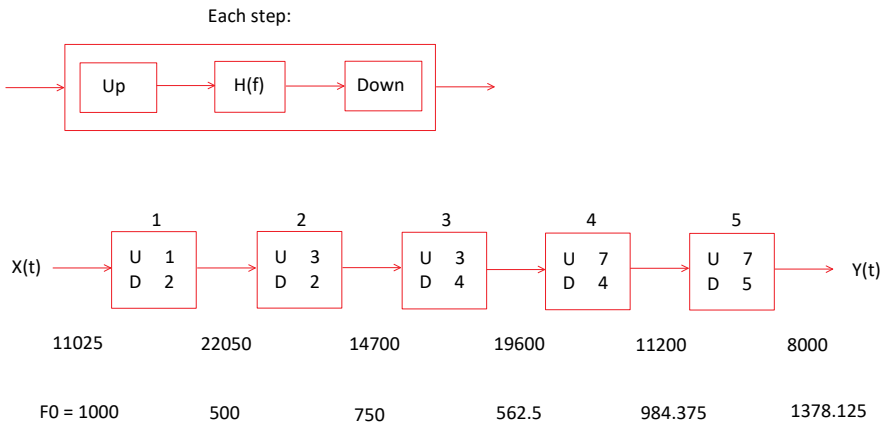 Each step:
Up
H(f)
Down
1 2 3 4 5
X(t)
U 1
D 2
U 3
D 2
U 3
D 4
U 7
D 4
U 7
D 5
Y(t)
11025 22050 14700 19600 11200 8000
F0 = 1000 500 750 562.5 984.375 1378.125